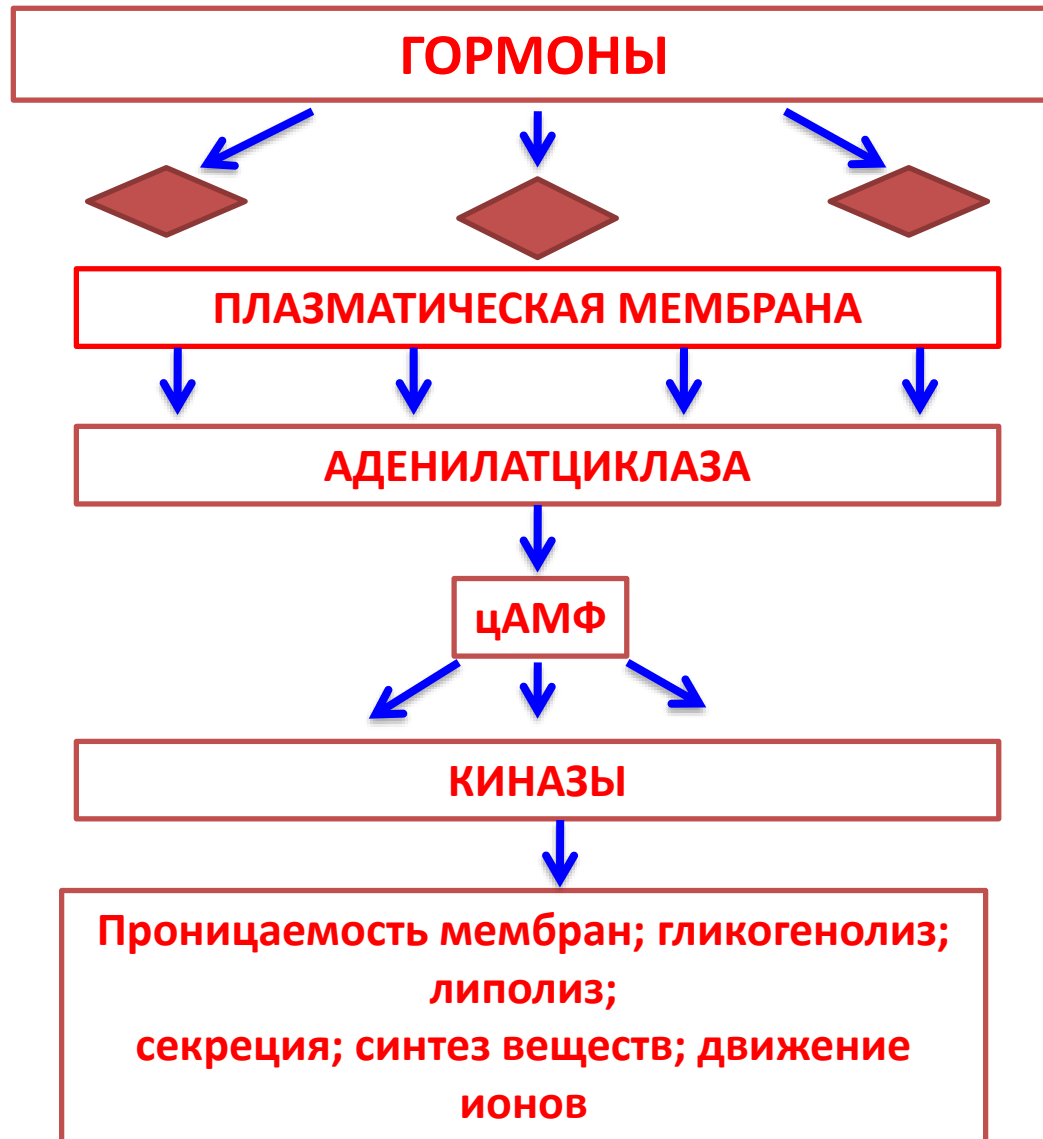 ГОРМОНЫ
ПЛАЗМАТИЧЕСКАЯ МЕМБРАНА
АДЕНИЛАТЦИКЛАЗА
цАМФ
КИНАЗЫ
Проницаемость мембран; гликогенолиз;
липолиз;
секреция; синтез веществ; движение
ионов